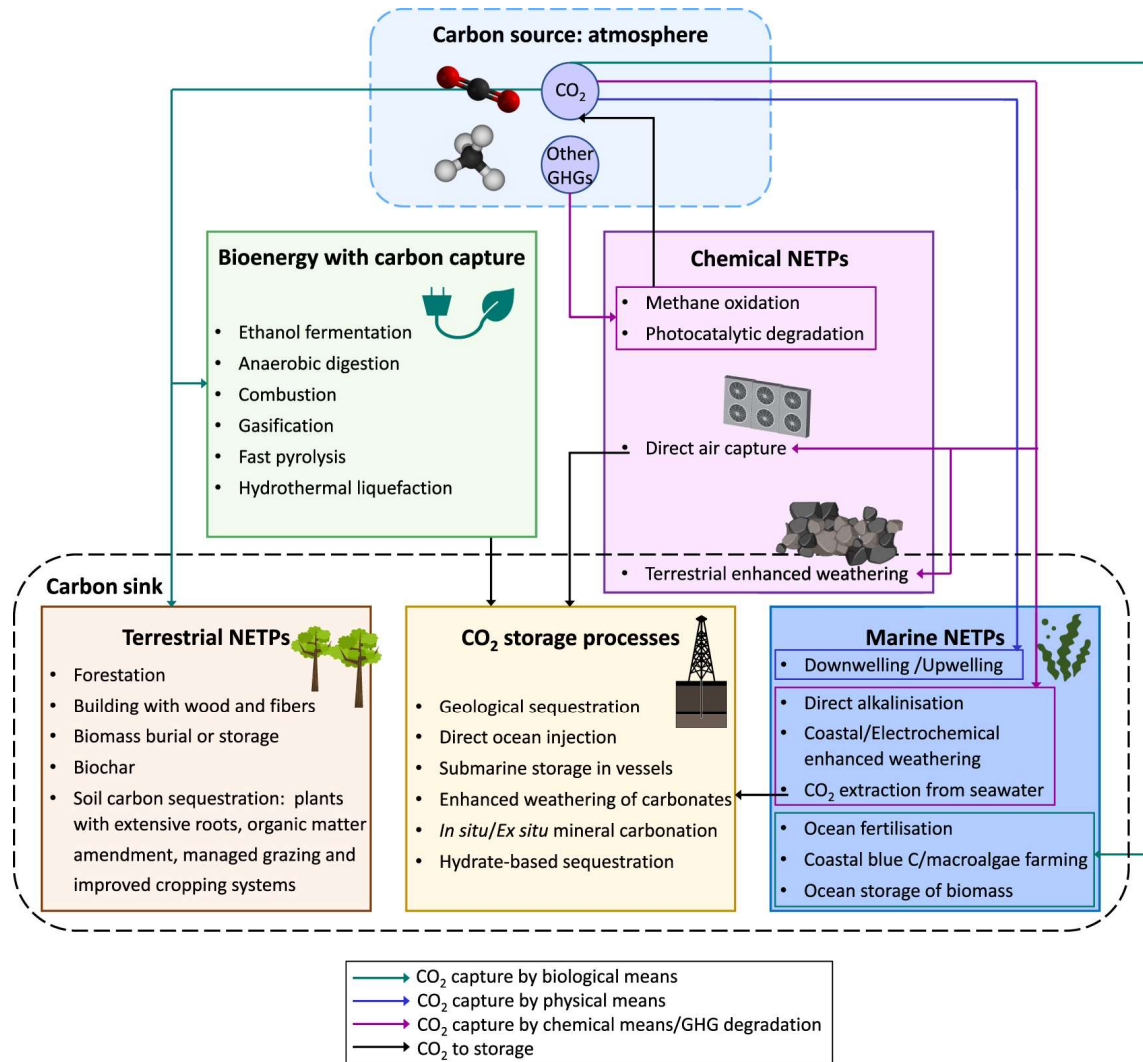 Carbon source: atmosphere
CO₂
Other
GHGs
Bioenergy with carbon capture
• Ethanol fermentation
• Anaerobic digestion
• Combustion
• Gasification
• Fast pyrolysis
• Hydrothermal liquefaction
Chemical NETPs
• Methane oxidation
• Photocatalytic degradation
• Direct air capture
• Terrestrial enhanced weathering
Carbon sink
Terrestrial NETPs
• Forestation
• Building with wood and fibers
• Biomass burial or storage
• Biochar
• Soil carbon sequestration: plants
with extensive roots, organic matter
amendment, managed grazing and
improved cropping systems
CO₂ storage processes
• Geological sequestration
• Direct ocean injection
• Submarine storage in vessels
• Enhanced weathering of carbonates
• In situ/Ex situ mineral carbonation
• Hydrate-based sequestration
Marine NETPs
• Downwelling /Upwelling
• Direct alkalinisation
• Coastal/Electrochemical
enhanced weathering
• CO₂ extraction from seawater
• Ocean fertilisation
• Coastal blue C/macroalgae farming
• Ocean storage of biomass
CO₂ capture by biological means
CO₂ capture by physical means
CO₂ capture by chemical means/GHG degradation
CO₂ to storage